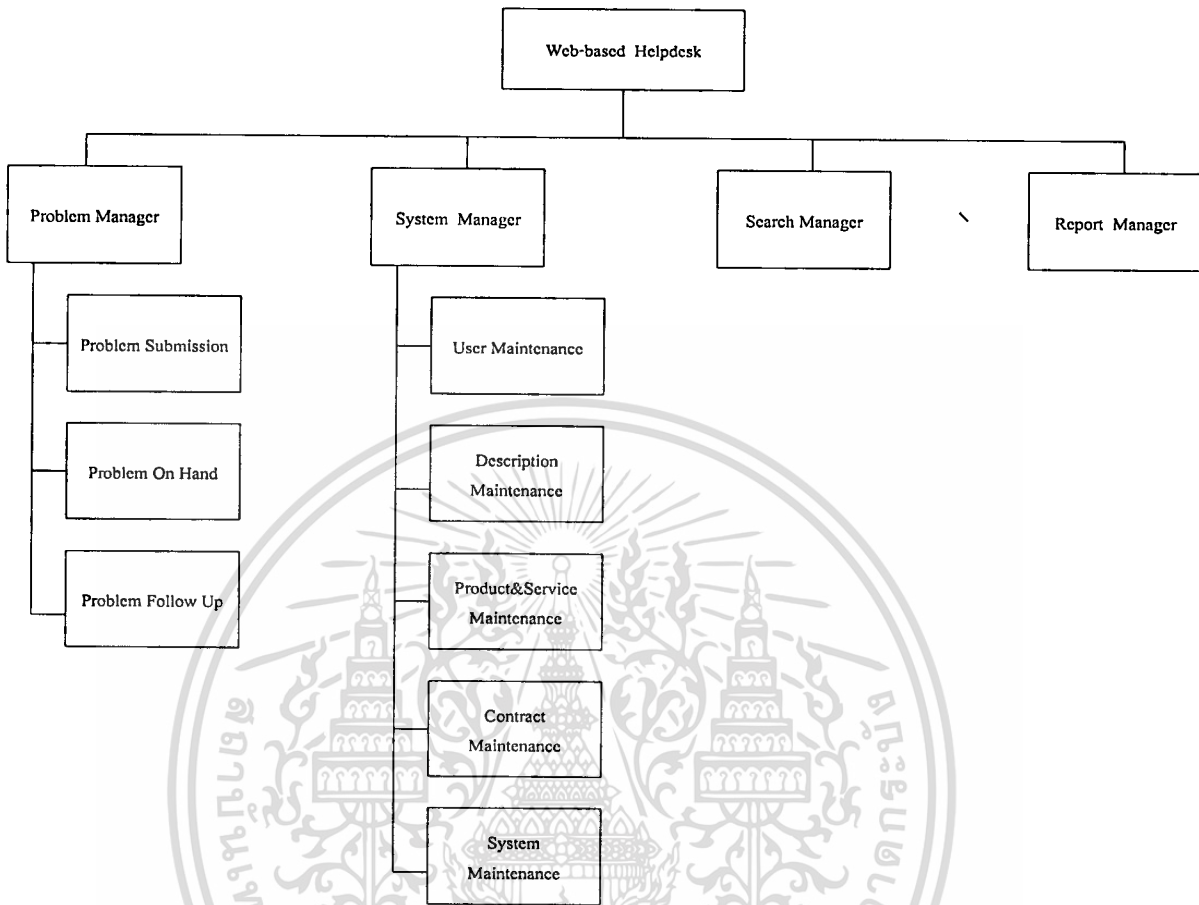 Web-based Helpdesk
Problem Manager
System Manager
Search Manager
Report Manager
Problem Submission
Problem On Hand
Problem Follow Up
User Maintenance
Description
Maintenance
Product&Service
Maintenance
Contract
Maintenance
System
Maintenance